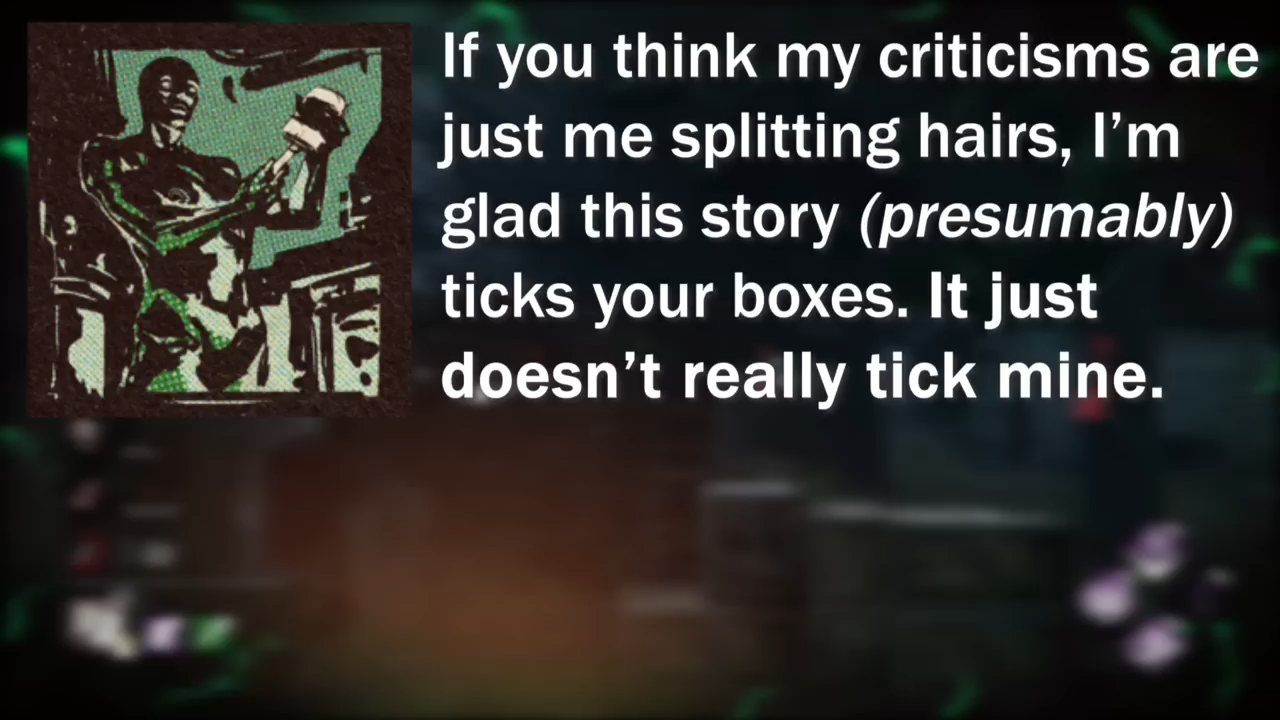 If you think my criticisms are
just me splitting hairs, I’m
glad this story (presumably)
ticks your boxes. It just
doesn’t really tick mine.